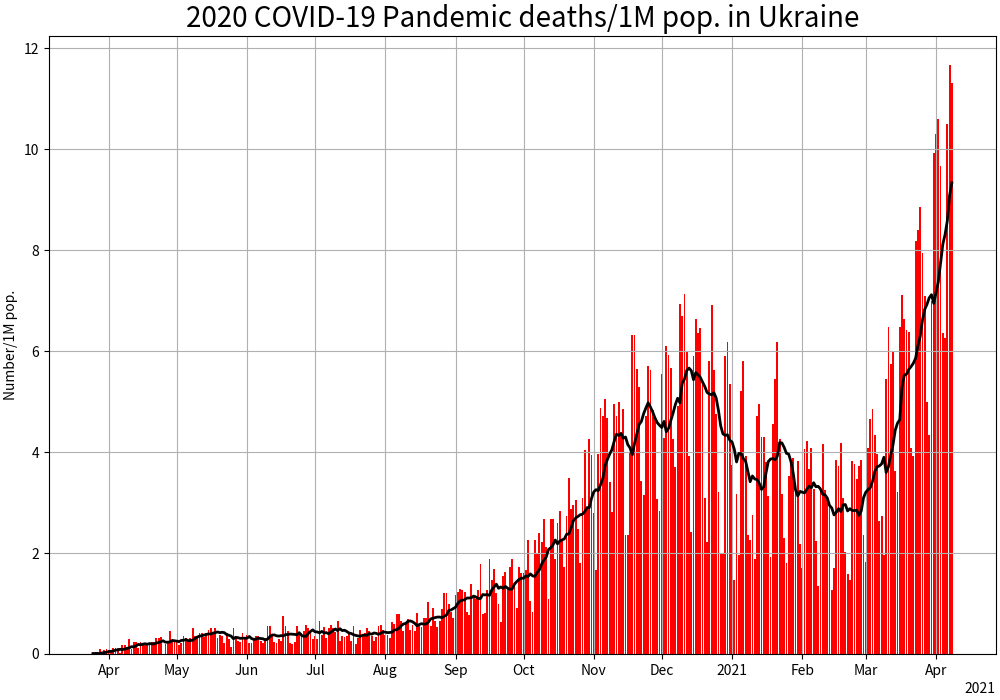 2020 COVID-19 Pandemic deaths/1M pop. in Ukraine
Number/1M pop.
12
10
8
6
4
2
0
Apr May Jun Jul Aug Sep Oct Nov Dec 2021 Feb Mar Apr
2021